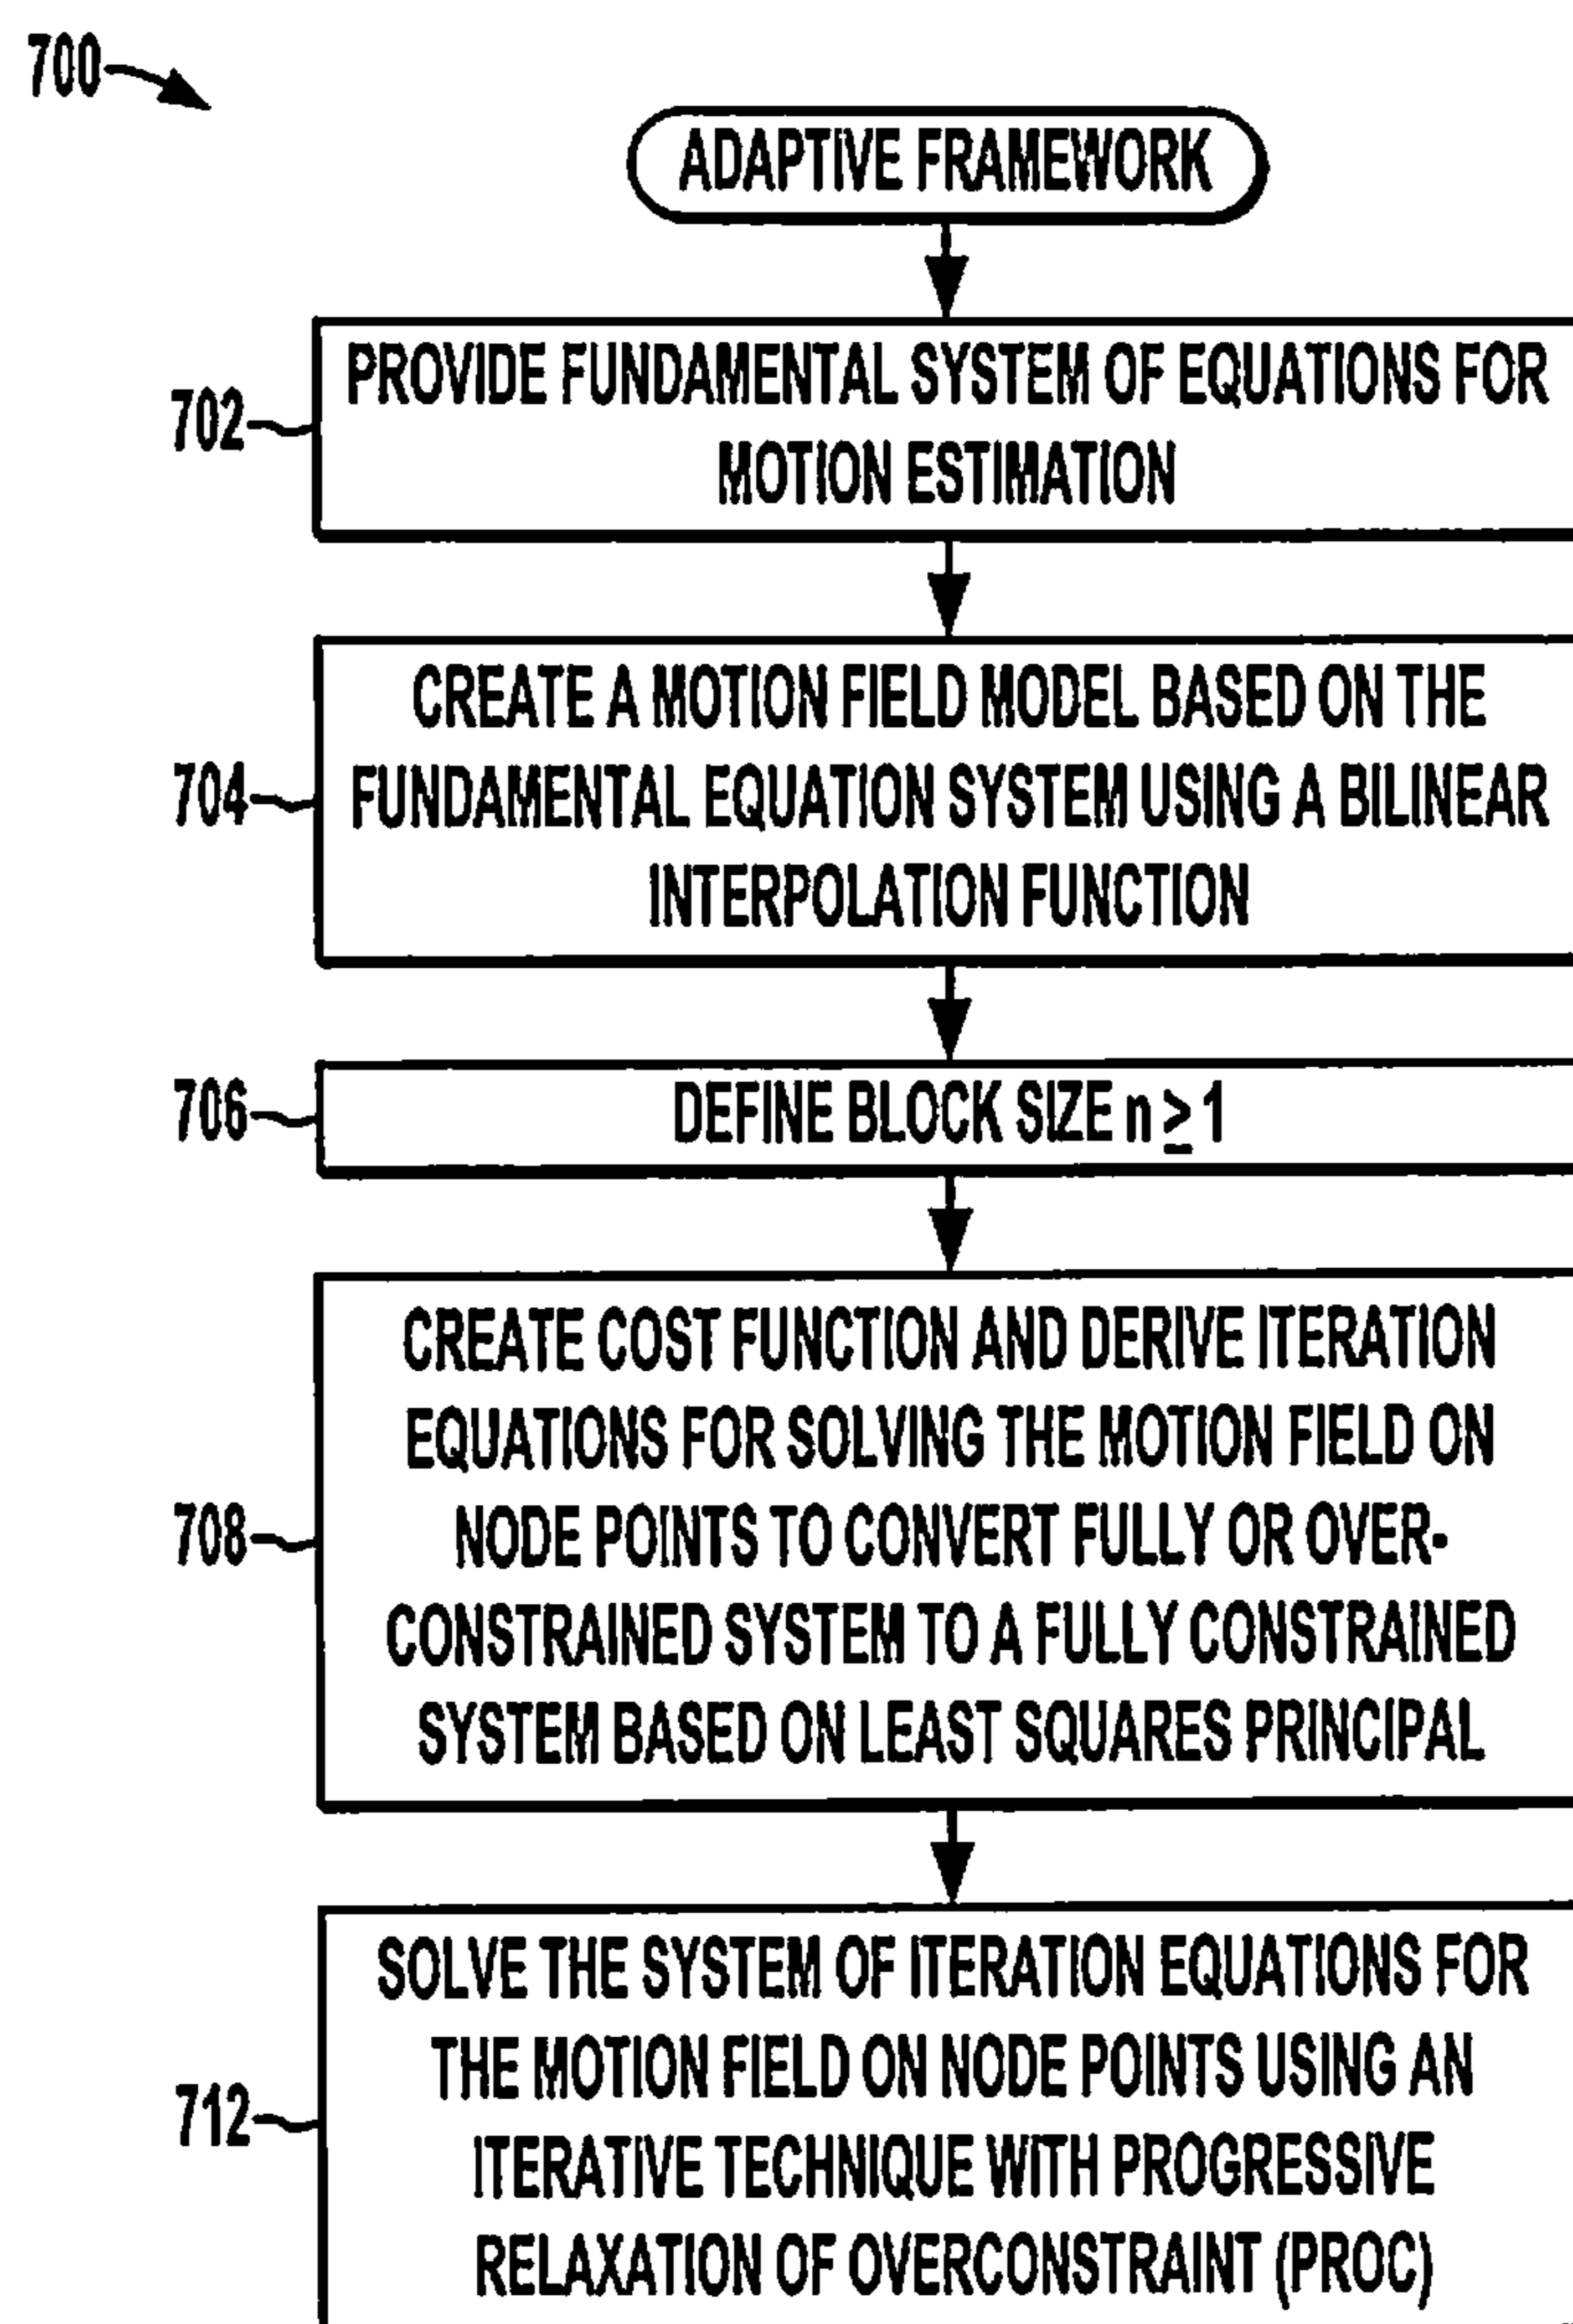 700
ADAPTIVE FRAMEWORK
702
PROVIDE FUNDAMENTAL SYSTEM OF EQUATIONS FOR
MOTION ESTIMATION
704
CREATE A MOTION FIELD MODEL BASED ON THE
FUNDAMENTAL EQUATION SYSTEM USING A BILINEAR
INTERPOLATION FUNCTION
706
DEFINE BLOCK SIZE n ≥ 1
708
CREATE COST FUNCTION AND DERIVE ITERATION
EQUATIONS FOR SOLVING THE MOTION FIELD ON
NODE POINTS TO CONVERT FULLY OR OVER-
CONSTRAINED SYSTEM TO A FULLY CONSTRAINED
SYSTEM BASED ON LEAST SQUARES PRINCIPAL
712
SOLVE THE SYSTEM OF ITERATION EQUATIONS FOR
THE MOTION FIELD ON NODE POINTS USING AN
ITERATIVE TECHNIQUE WITH PROGRESSIVE
RELAXATION OF OVERCONSTRAINT (PROC)